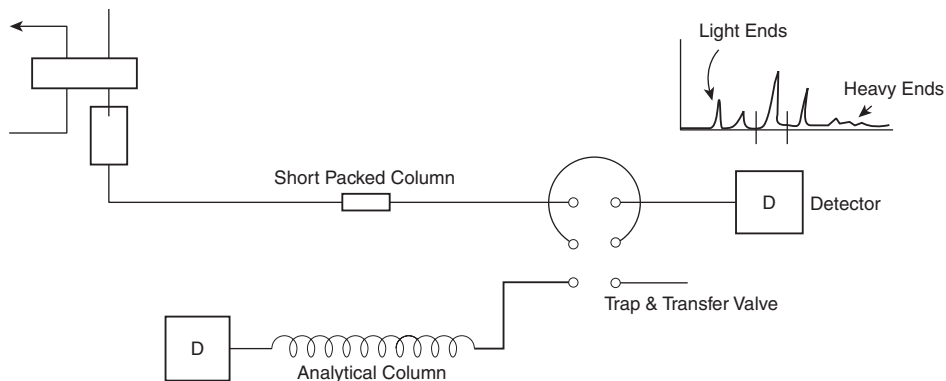 Light Ends
Heavy Ends
Short Packed Column
D
Detector
Trap & Transfer Valve
D
Analytical Column